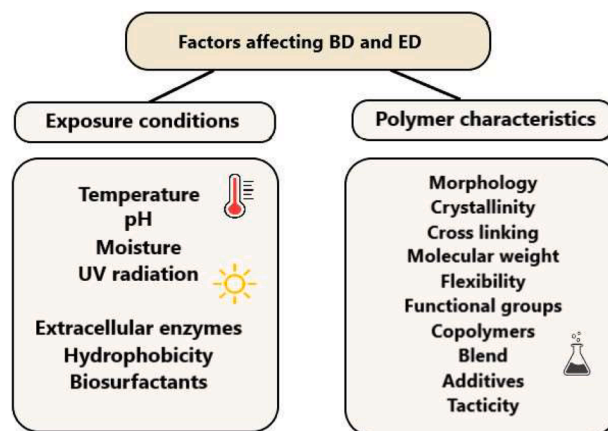 Factors affecting BD and ED
Exposure conditions
Temperature
pH
Moisture
UV radiation
Extracellular enzymes
Hydrophobicity
Biosurfactants
Polymer characteristics
Morphology
Crystallinity
Cross linking
Molecular weight
Flexibility
Functional groups
Copolymers
Blend
Additives
Tacticity